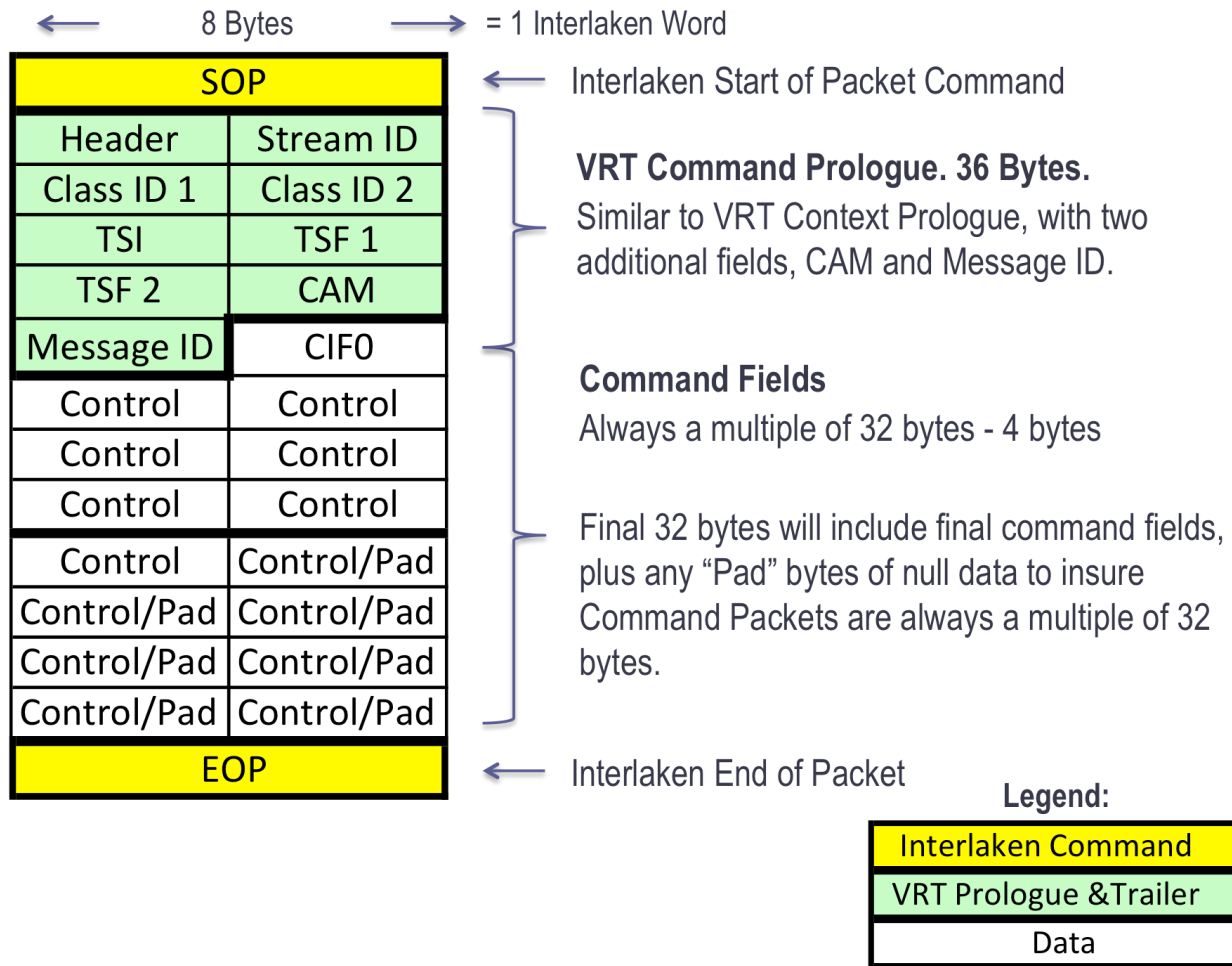 8 Bytes = 1 Interlaken Word
SOP
Interlaken Start of Packet Command
Header Stream ID
Class ID 1 Class ID 2
TSI TSF 1
TSF 2 CAM
Message ID CIF0
Control Control
Control Control
Control Control
Control Control/Pad
Control/Pad Control/Pad
Control/Pad Control/Pad
Control/Pad Control/Pad
EOP
VRT Command Prologue. 36 Bytes.
Similar to VRT Context Prologue, with two
additional fields, CAM and Message ID.
Command Fields
Always a multiple of 32 bytes - 4 bytes
Final 32 bytes will include final command fields,
plus any “Pad” bytes of null data to insure
Command Packets are always a multiple of 32
bytes.
Interlaken End of Packet
Legend:
Interlaken Command
VRT Prologue &Trailer
Data